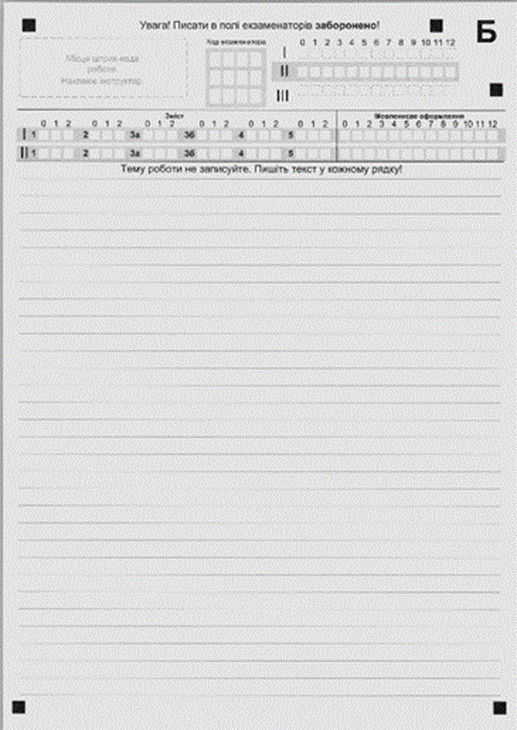 Увага! Писати в полі екзаменаторів заборонено!
Б
Місце штрих-кода
роботи.
Наклеює інструктор.
Код екзаменатора
0 1 2 3 4 5 6 7 8 9 10 11 12
I
II
III
Зміст
Мовленнєве оформлення
0 1 2 0 1 2 0 1 2 0 1 2 0 1 2 0 1 2 0 1 2 3 4 5 6 7 8 9 10 11 12
I 1 2 3а 3б 4 5
II 1 2 3а 3б 4 5
Тему роботи не записуйте. Пишіть текст у кожному рядку!